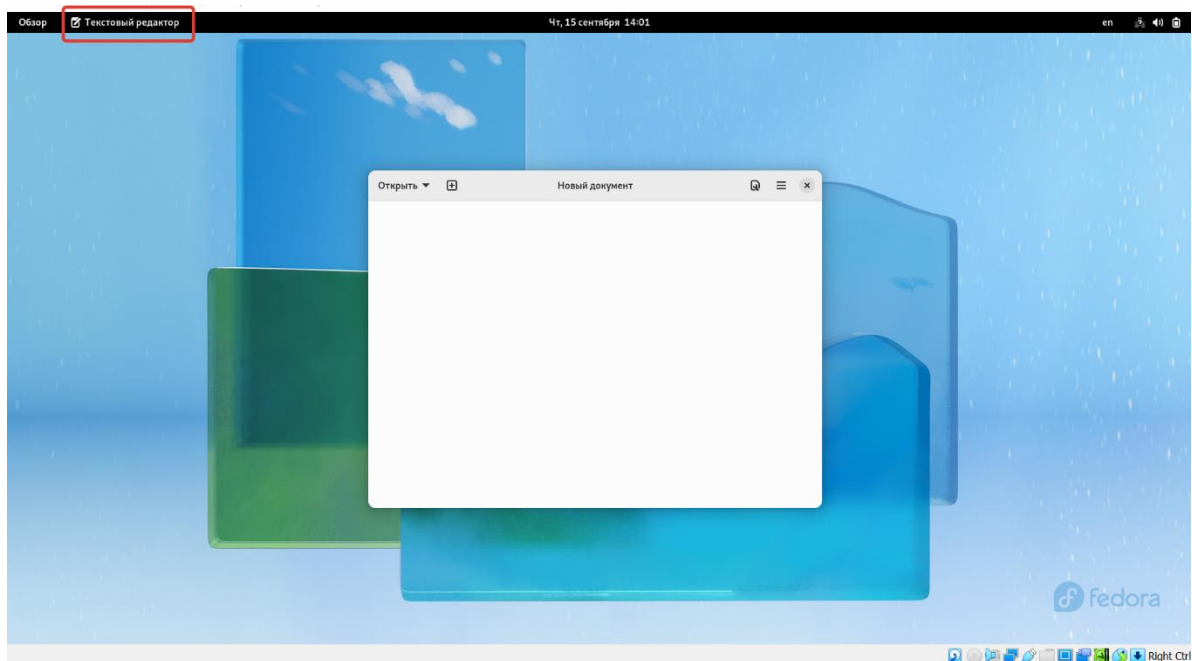 Обзор Текстовый редактор Чт, 15 сентября 14:01 en
Открыть Новый документ
fedora
Right Ctrl